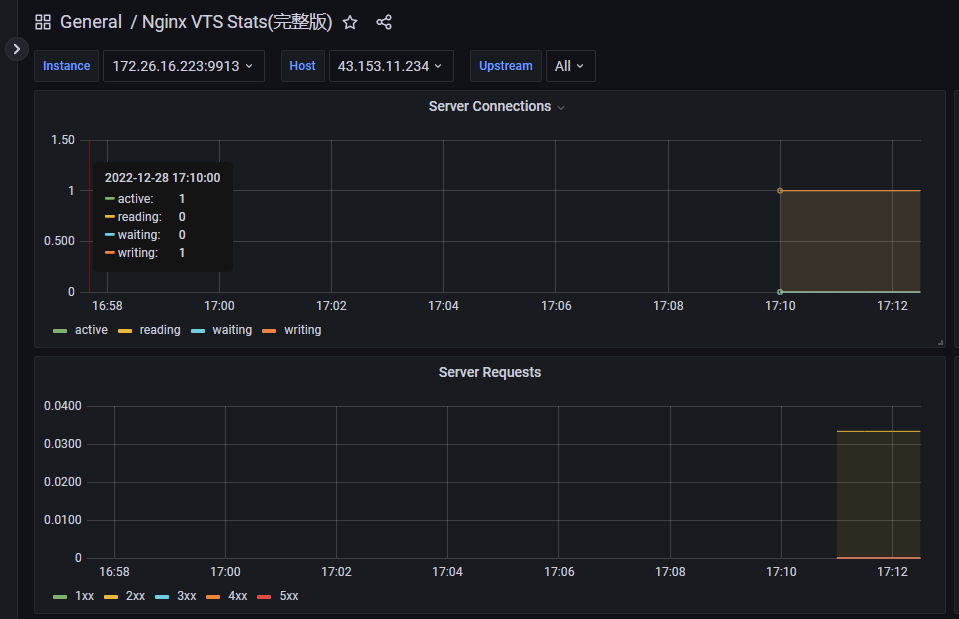 General / Nginx VTS Stats(完整版)
Instance 172.26.16.223:9913 Host 43.153.11.234 Upstream All
Server Connections
1.50
1
0.500
0
2022-12-28 17:10:00
active: 1
reading: 0
waiting: 0
writing: 1
16:58 17:00 17:02 17:04 17:06 17:08 17:10 17:12
active reading waiting writing
Server Requests
0.0400
0.0300
0.0200
0.0100
0
16:58 17:00 17:02 17:04 17:06 17:08 17:10 17:12
1xx 2xx 3xx 4xx 5xx